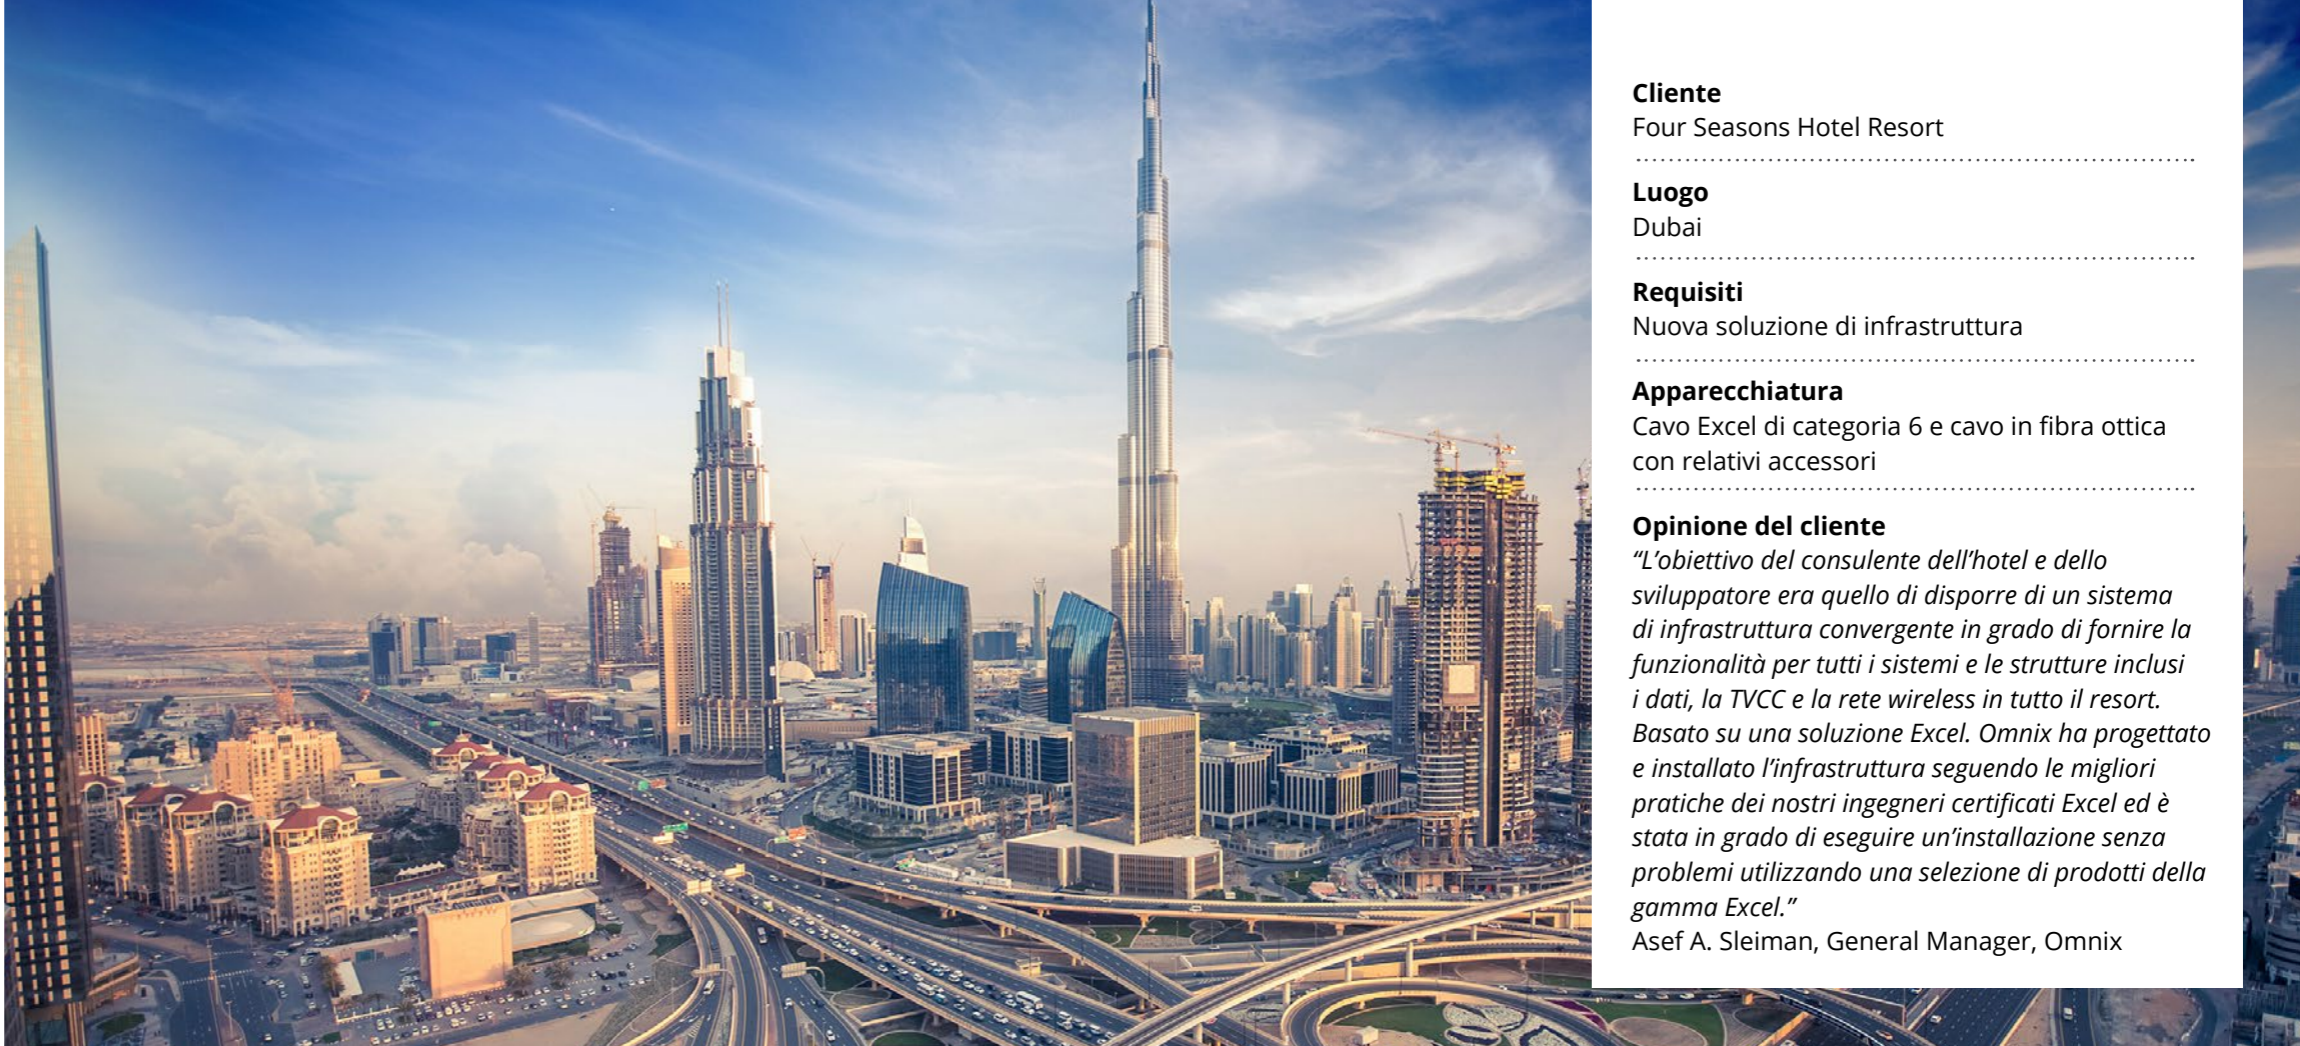 Cliente
Four Seasons Hotel Resort
Luogo
Dubai
Requisiti
Nuova soluzione di infrastruttura
Apparecchiatura
Cavo Excel di categoria 6 e cavo in fibra ottica
con relativi accessori
Opinione del cliente
“L’obiettivo del consulente dell’hotel e dello
sviluppatore era quello di disporre di un sistema
di infrastruttura convergente in grado di fornire la
funzionalità per tutti i sistemi e le strutture inclusi
i dati, la TVCC e la rete wireless in tutto il resort.
Basato su una soluzione Excel. Omnix ha progettato
e installato l’infrastruttura seguendo le migliori
pratiche dei nostri ingegneri certificati Excel ed è
stata in grado di eseguire un’installazione senza
problemi utilizzando una selezione di prodotti della
gamma Excel.”
Asef A. Sleiman, General Manager, Omnix